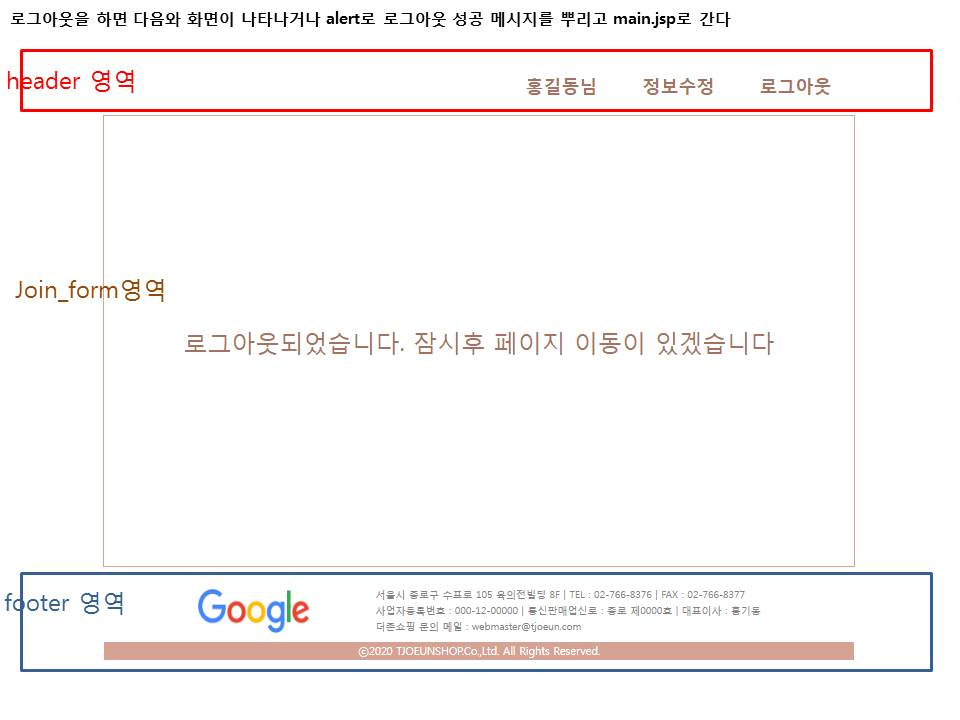 로그아웃을 하면 다음와 화면이 나타나거나 alert로 로그아웃 성공 메시지를 뿌리고 main.jsp로 간다
header 영역
홍길동님 정보수정 로그아웃
Join_form영역
로그아웃되었습니다. 잠시후 페이지 이동이 있겠습니다
footer 영역
Google
서울시 종로구 수표로 105 육의전빌딩 8F | TEL : 02-766-8376 | FAX : 02-766-8377
사업자등록번호 : 000-12-00000 | 통신판매업신로 : 종로 제0000호 | 대표이사 : 홍기동
더존쇼핑 문의 메일 : webmaster@tjoeun.com
ⓒ2020 TJOEUNSHOP.Co.,Ltd. All Rights Reserved.